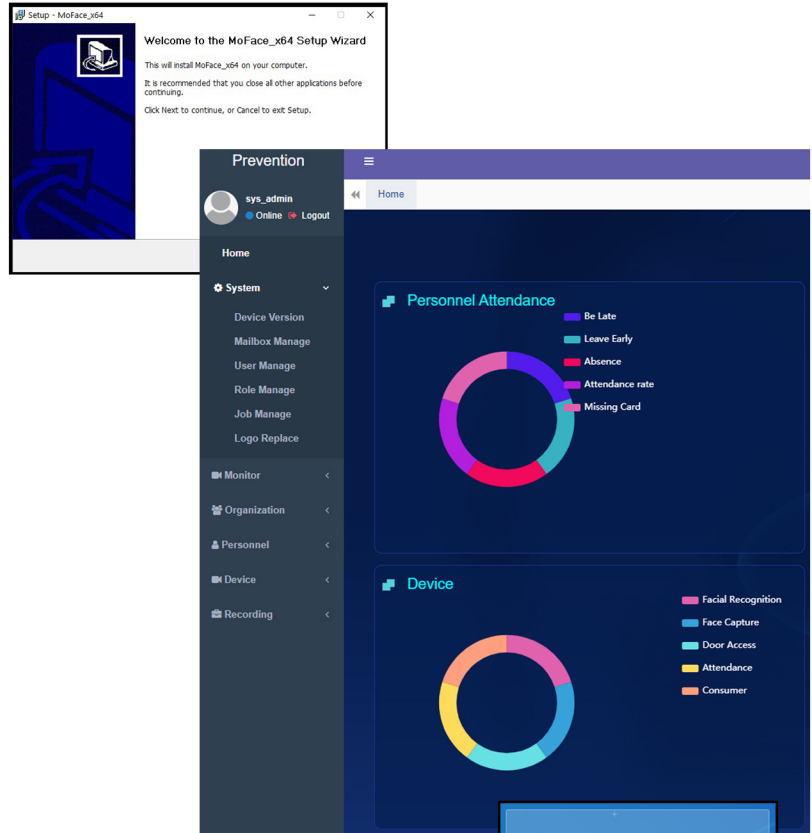 Setup - MoFace_x64
Welcome to the MoFace_x64 Setup Wizard
This will install MoFace_x64 on your computer.
It is recommended that you close all other applications before
continuing.
Click Next to continue, or Cancel to exit Setup.
Prevention
sys_admin
Online Logout
Home
System
Device Version
Mailbox Manage
User Manage
Role Manage
Job Manage
Logo Replace
Monitor
Organization
Personnel
Device
Recording
Home
Personnel Attendance
Be Late
Leave Early
Absence
Attendance rate
Missing Card
Device
Facial Recognition
Face Capture
Door Access
Attendance
Consumer